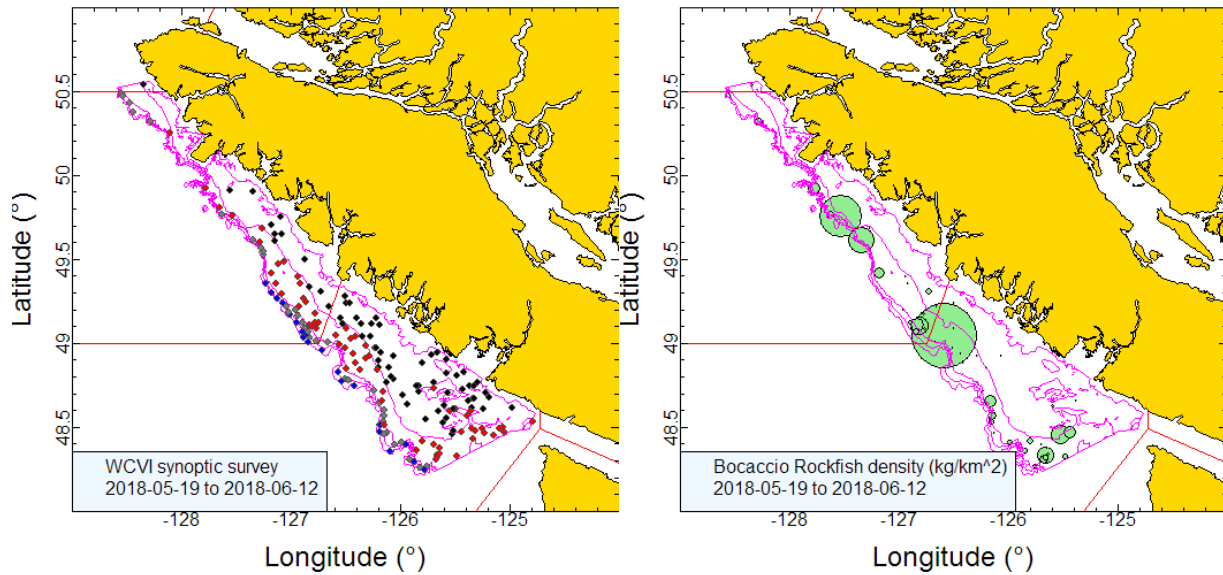 50.5
50
49.5
49
48.5
Latitude (°)
WCVI synoptic survey
2018-05-19 to 2018-06-12
-128
-127
-126
-125
Longitude (°)
50.5
50
49.5
49
48.5
Latitude (°)
Bocaccio Rockfish density (kg/km^2)
2018-05-19 to 2018-06-12
-128
-127
-126
-125
Longitude (°)